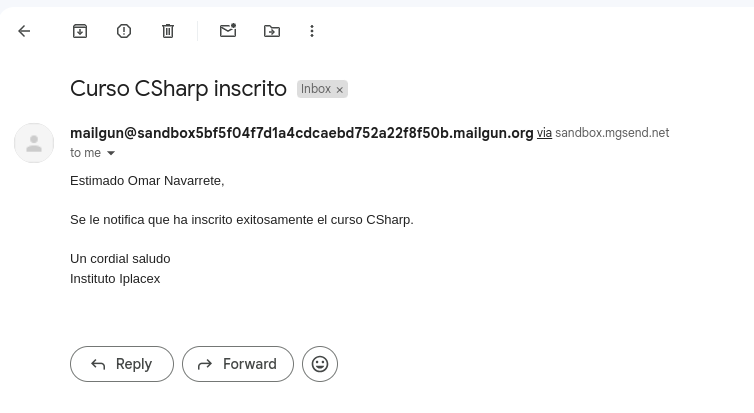 Curso CSharp inscrito Inbox ×
mailgun@sandbox5bf5f04f7d1a4cdcaebd752a22f8f50b.mailgun.org via sandbox.mgsend.net
to me
Estimado Omar Navarrete,
Se le notifica que ha inscrito exitosamente el curso CSharp.
Un cordial saludo
Instituto Iplacex
Reply Forward